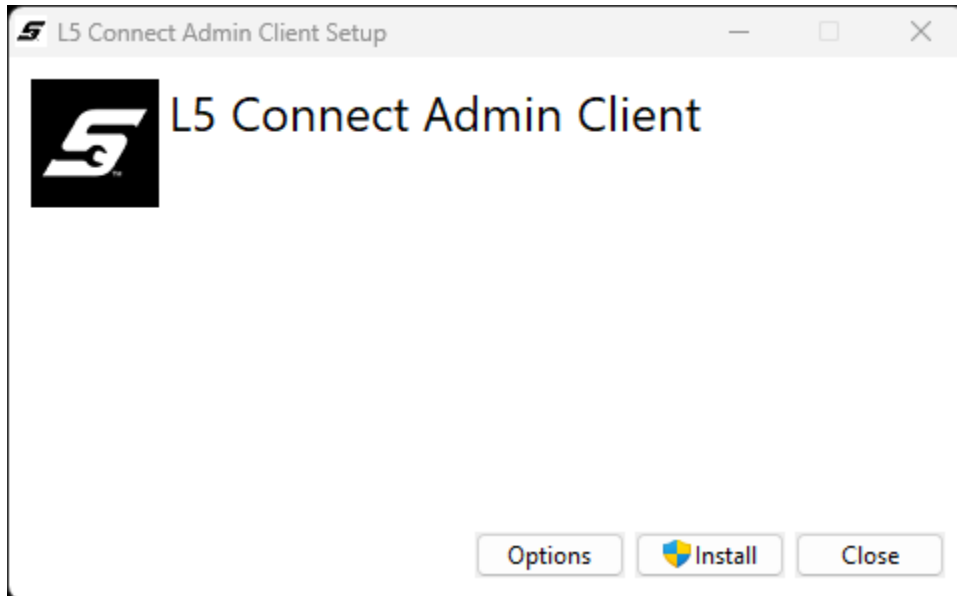 L5 Connect Admin Client Setup
L5 Connect Admin Client
Options
Install
Close